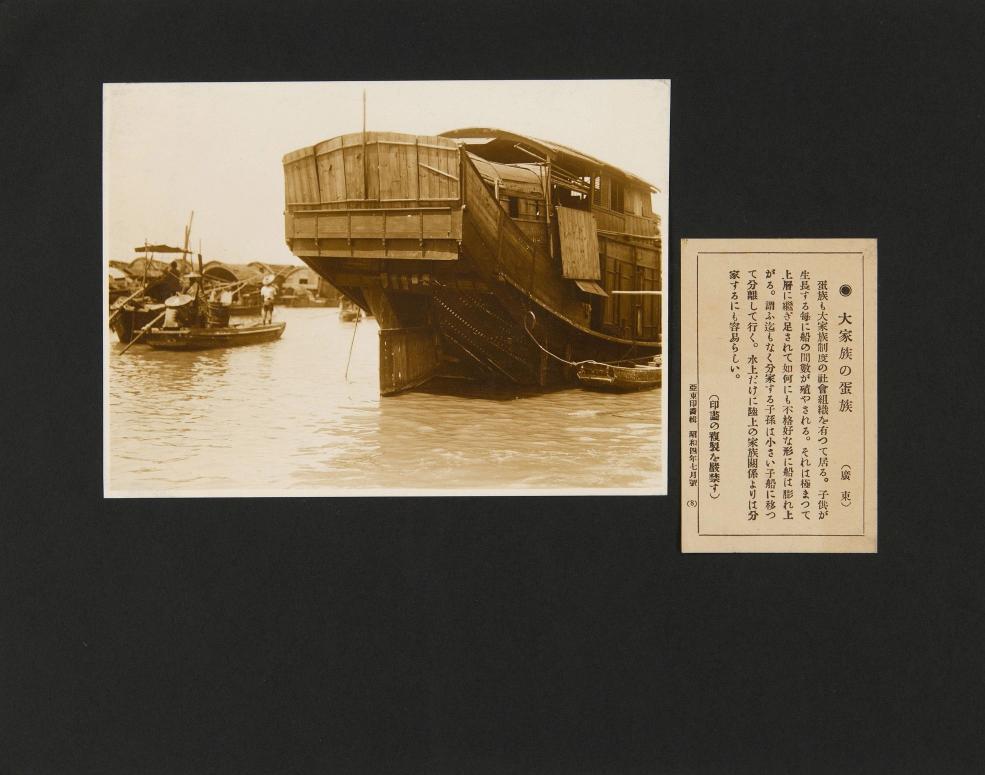 ◉ 大家族の蛋族 (廣東)
蛋族も大家族制度の社會組織を有つて居る。子供が
生長する每に船の間數が殖やされる。それは極まつて
上層に繼ぎ足されて如何にも不格好な形に船は膨れ上
がる。謂ふ迄もなく分家する子孫は小さい子船に移つ
て分離して行く。水上だけに陸上の家族關係よりは分
家するにも容易らしい。
(印畫の複製を嚴禁す)
亞東印畫輯 昭和四年七月號 (8)